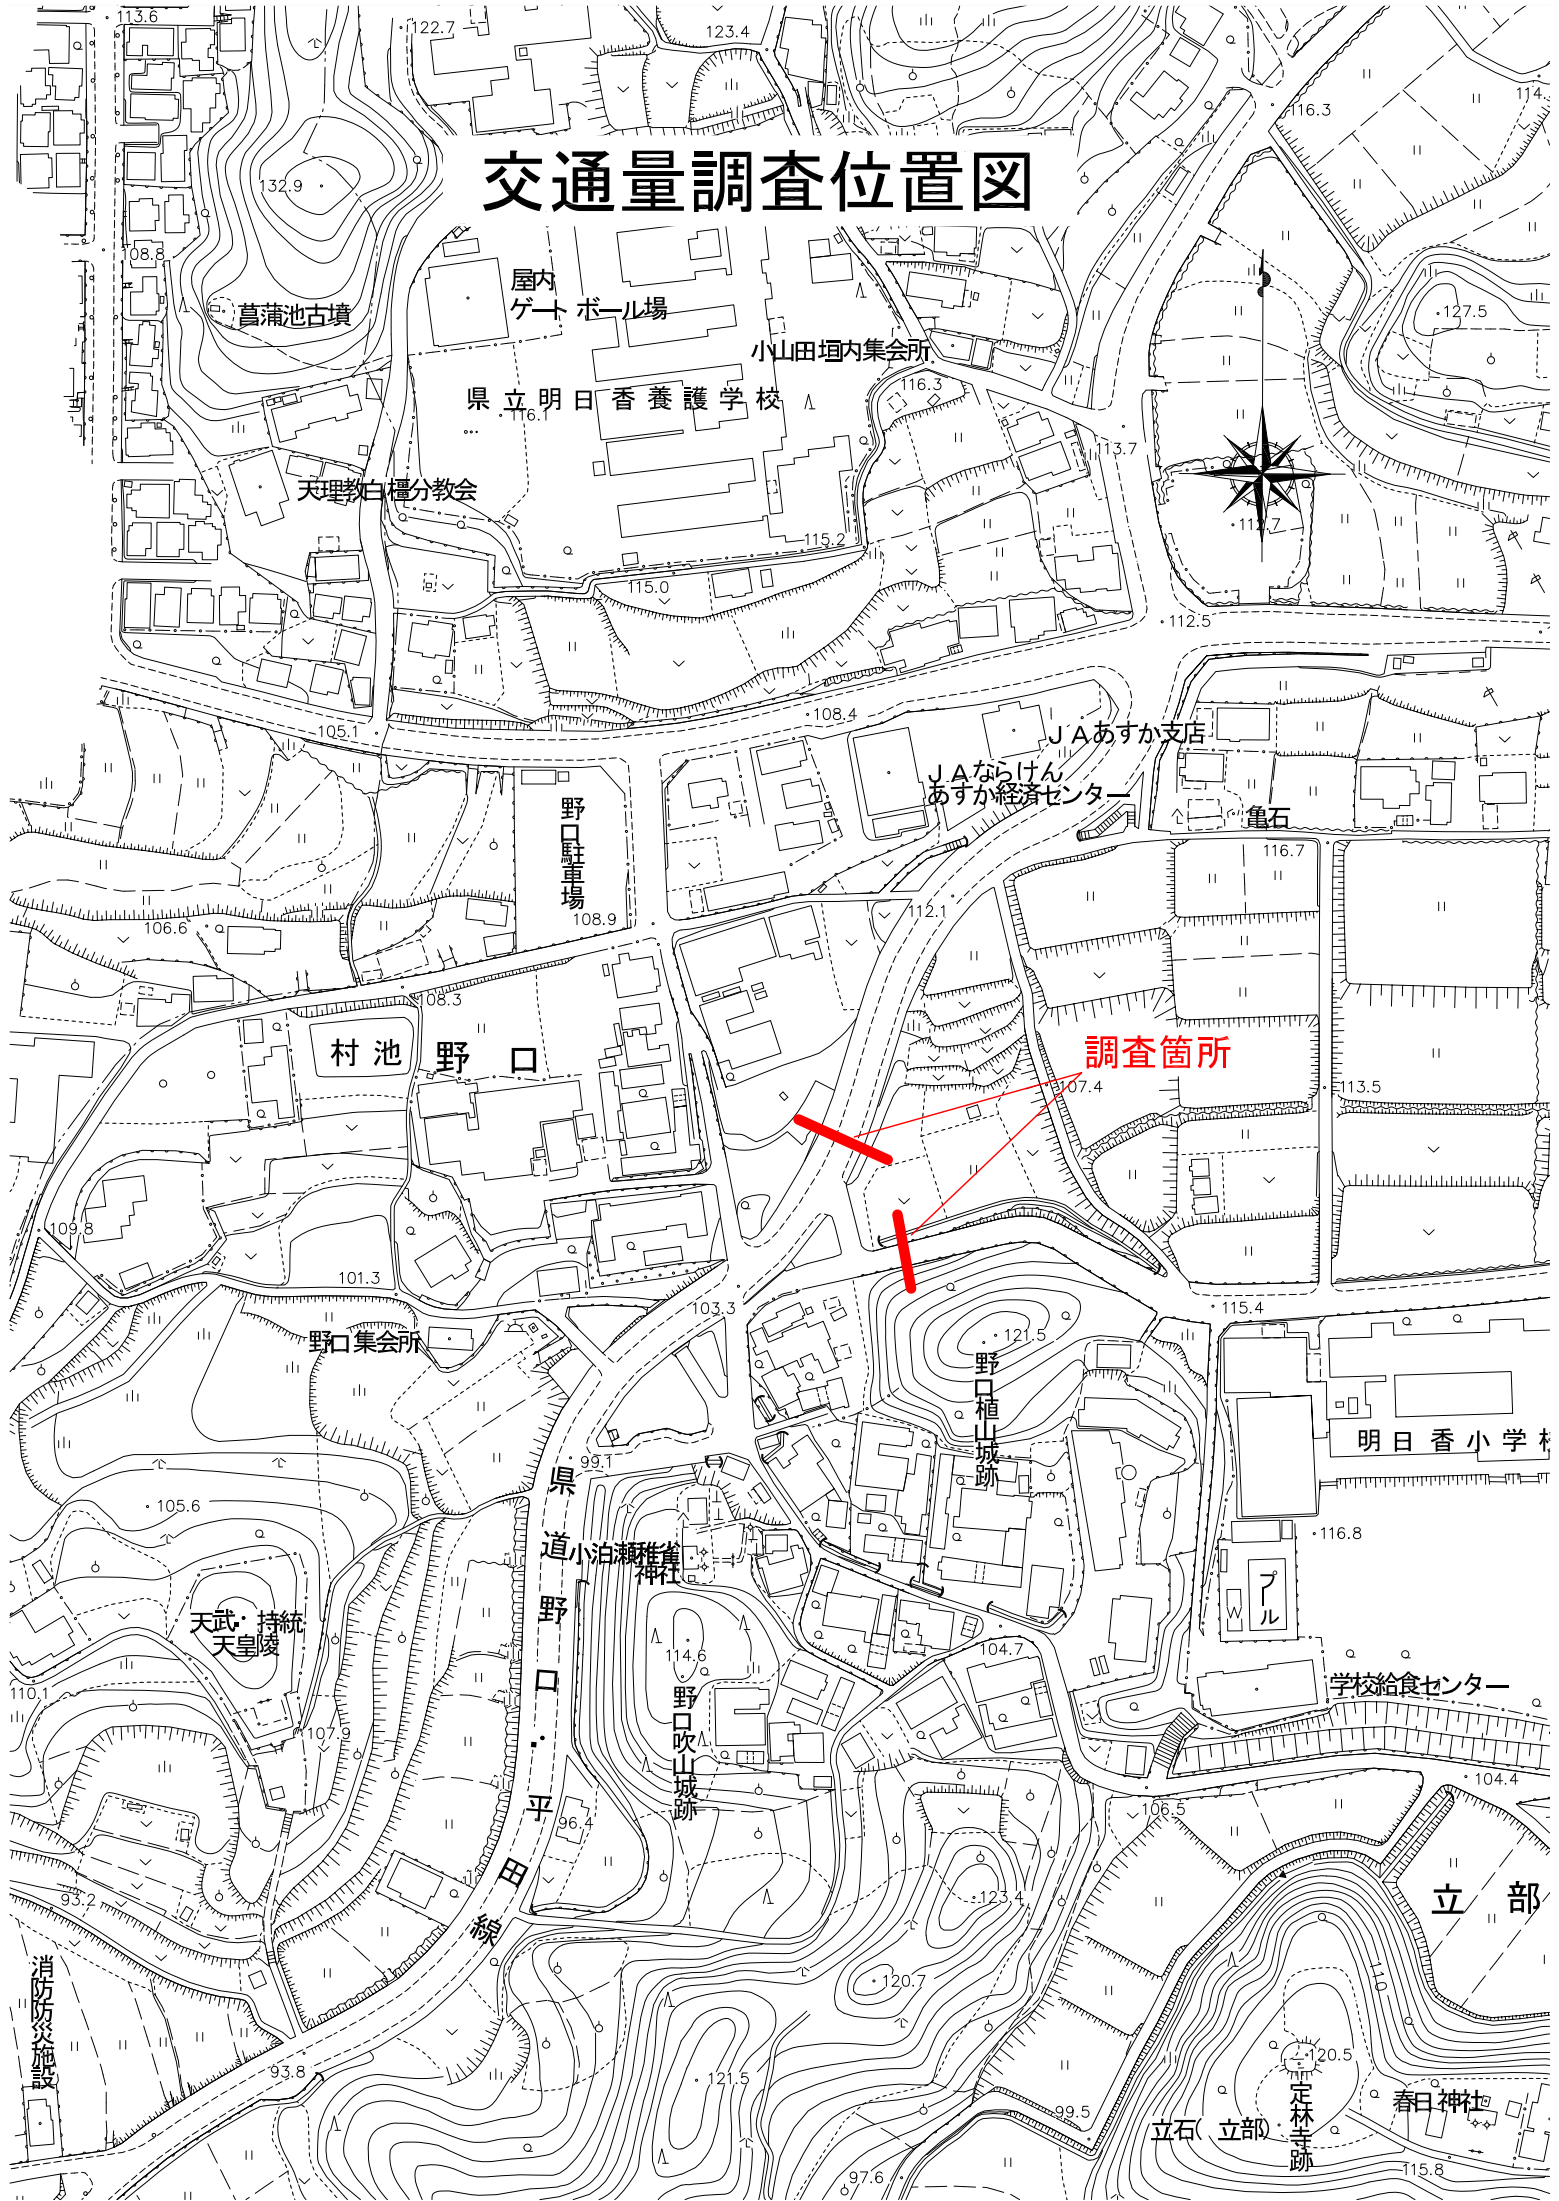 113.6
122.7
123.4
116.3
114.
交通量調査位置図
132.9
108.8
菖蒲池古墳
屋内
ゲートボール場
127.5
小山田垣内集会所
116.3
県立明日香養護学校
116.1
113.7
天理教白橿分教会
112.7
115.2
115.0
112.5
108.4
105.1
JAあすか支店
JAならけん
あすか経済センター
亀石
野口駐車場
116.7
112.1
108.9
106.6
108.3
村池
野口
調査箇所
107.4
113.5
109.8
101.3
103.3
115.4
野口集会所
121.5
野口植山城跡
明日香小学校
99.1
105.6
116.8
県道野口・平田線
小泊瀬稚雀
神社
プール
天武・持統
天皇陵
104.7
114.6
110.1
107.9
野口吹山城跡
学校給食センター
104.4
106.5
96.4
93.2
123.4
立部
消防防災施設
120.7
110
93.8
121.5
120.5
定林寺跡
99.5
春日神社
立石(立部)
97.6
115.8